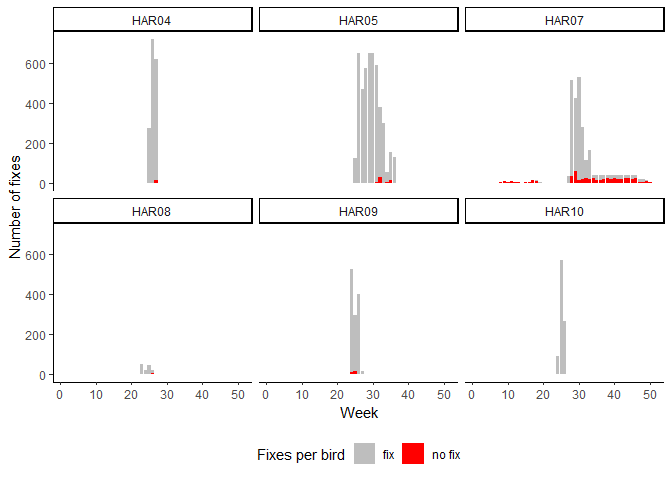 HAR04 HAR05 HAR07
600
400
200
0
HAR08 HAR09 HAR10
600
400
200
0
0 10 20 30 40 50 0 10 20 30 40 50 0 10 20 30 40 50
Number of fixes
Week
Fixes per bird fix no fix